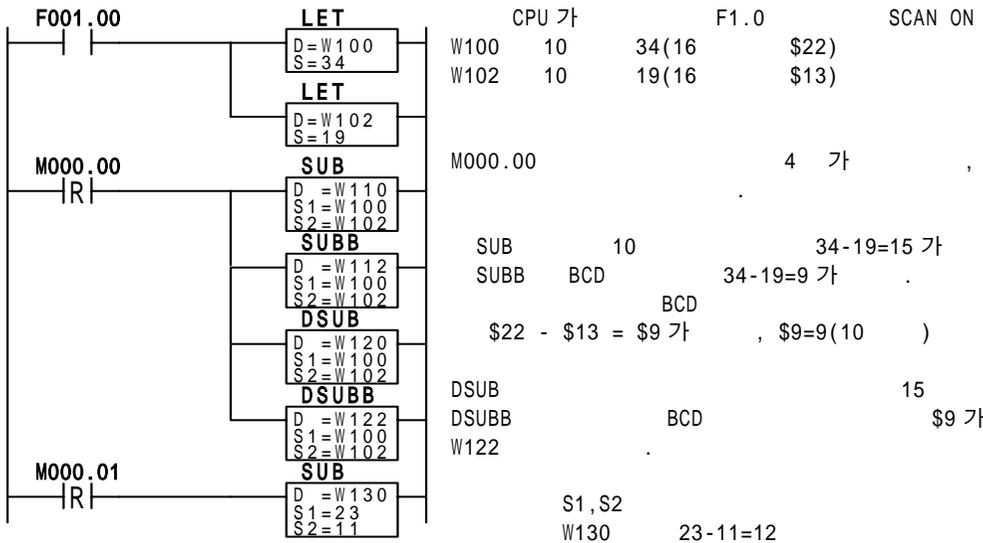 F001.00
LET
D=W100
S=34
LET
D=W102
S=19
M000.00
R
SUB
D =W110
S1=W100
S2=W102
SUBB
D =W112
S1=W100
S2=W102
DSUB
D =W120
S1=W100
S2=W102
DSUBB
D =W122
S1=W100
S2=W102
M000.01
R
SUB
D =W130
S1=23
S2=11
CPU 가 F1.0 SCAN ON
W100 10 34(16 $22)
W102 10 19(16 $13)
M000.00 4 가 ,
.
SUB 10 34-19=15 가
SUBB BCD 34-19=9 가 .
BCD
$22 - $13 = $9 가 , $9=9(10 )
DSUB 15
DSUBB BCD $9 가
W122 .
S1,S2
W130 23-11=12